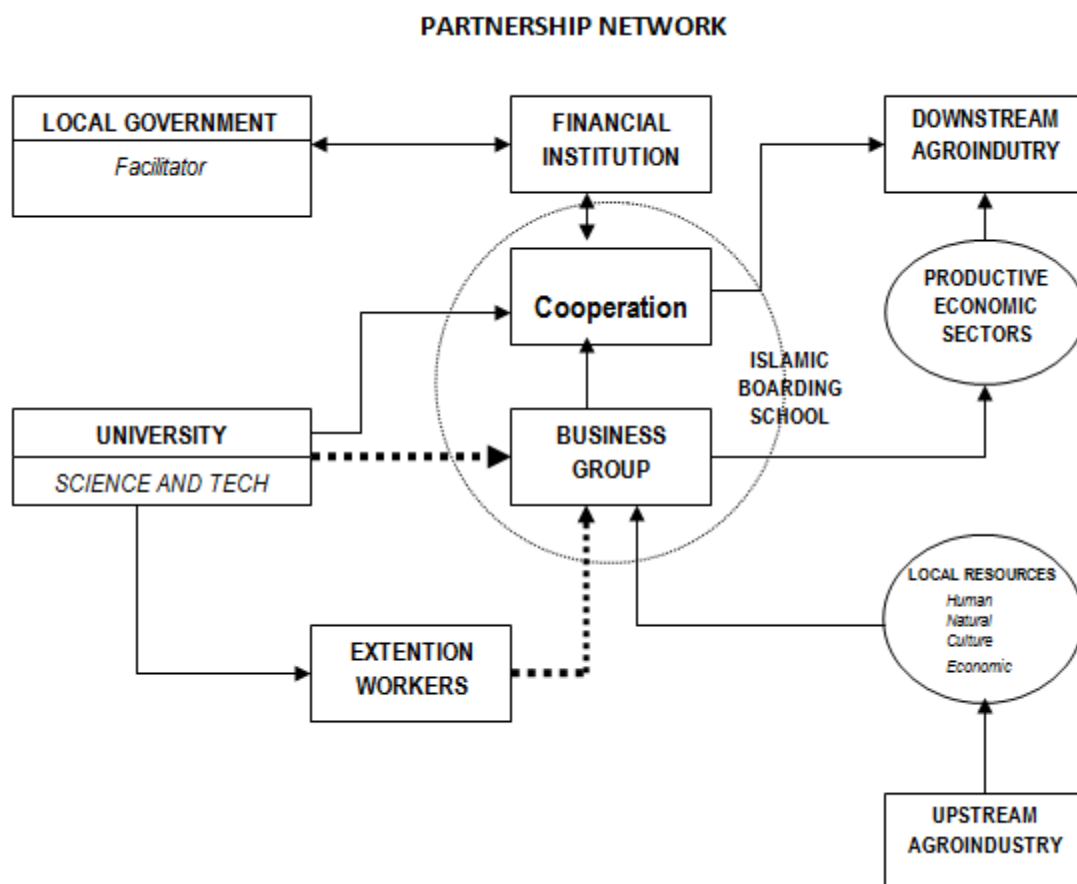 PARTNERSHIP NETWORK
LOCAL GOVERNMENT
Facilitator
FINANCIAL
INSTITUTION
DOWNSTREAM
AGROINDUTRY
Cooperation
PRODUCTIVE
ECONOMIC
SECTORS
ISLAMIC
BOARDING
SCHOOL
UNIVERSITY
SCIENCE AND TECH
BUSINESS
GROUP
LOCAL RESOURCES
Human
Natural
Culture
Economic
EXTENTION
WORKERS
UPSTREAM
AGROINDUSTRY